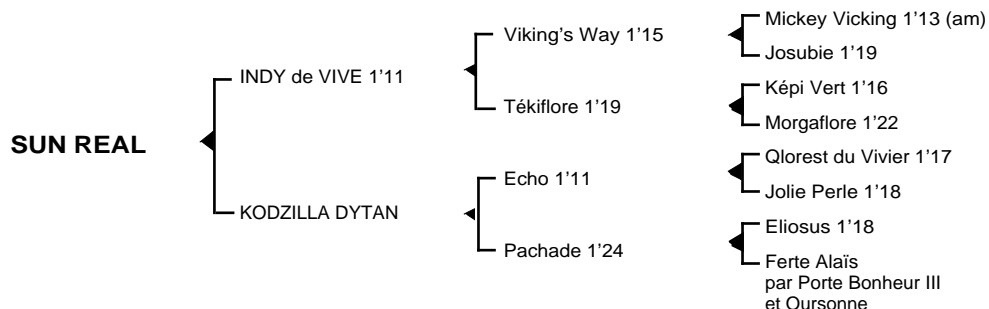 SUN REAL
INDY de VIVE 1’11
KODZILLA DYTAN
Viking’s Way 1’15
Tékiflore 1’19
Echo 1’11
Pachade 1’24
Mickey Vicking 1’13 (am)
Josubie 1’19
Képi Vert 1’16
Morgaflore 1’22
Qlorest du Vivier 1’17
Jolie Perle 1’18
Eliosus 1’18
Ferte Alaïs
par Porte Bonheur III
et Oursonne